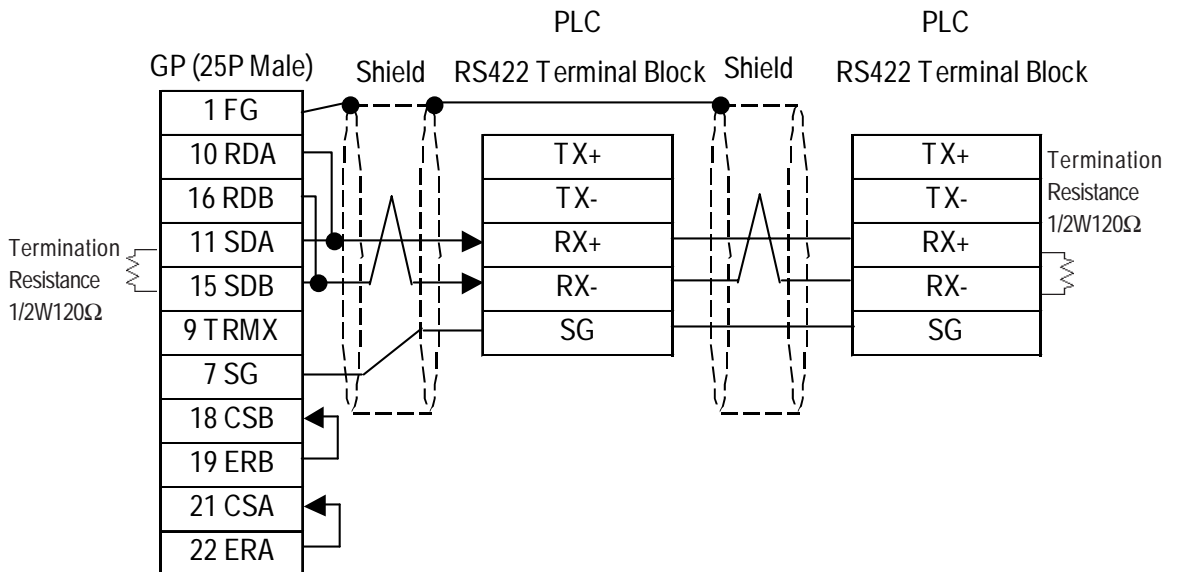 PLC
PLC
GP (25P Male)
Shield
RS422 Terminal Block
Shield
RS422 Terminal Block
1 FG
10 RDA
16 RDB
11 SDA
15 SDB
9 TRMX
7 SG
18 CSB
19 ERB
21 CSA
22 ERA
Termination
Resistance
1/2W120Ω
TX+
TX-
RX+
RX-
SG
TX+
TX-
RX+
RX-
SG
Termination
Resistance
1/2W120Ω